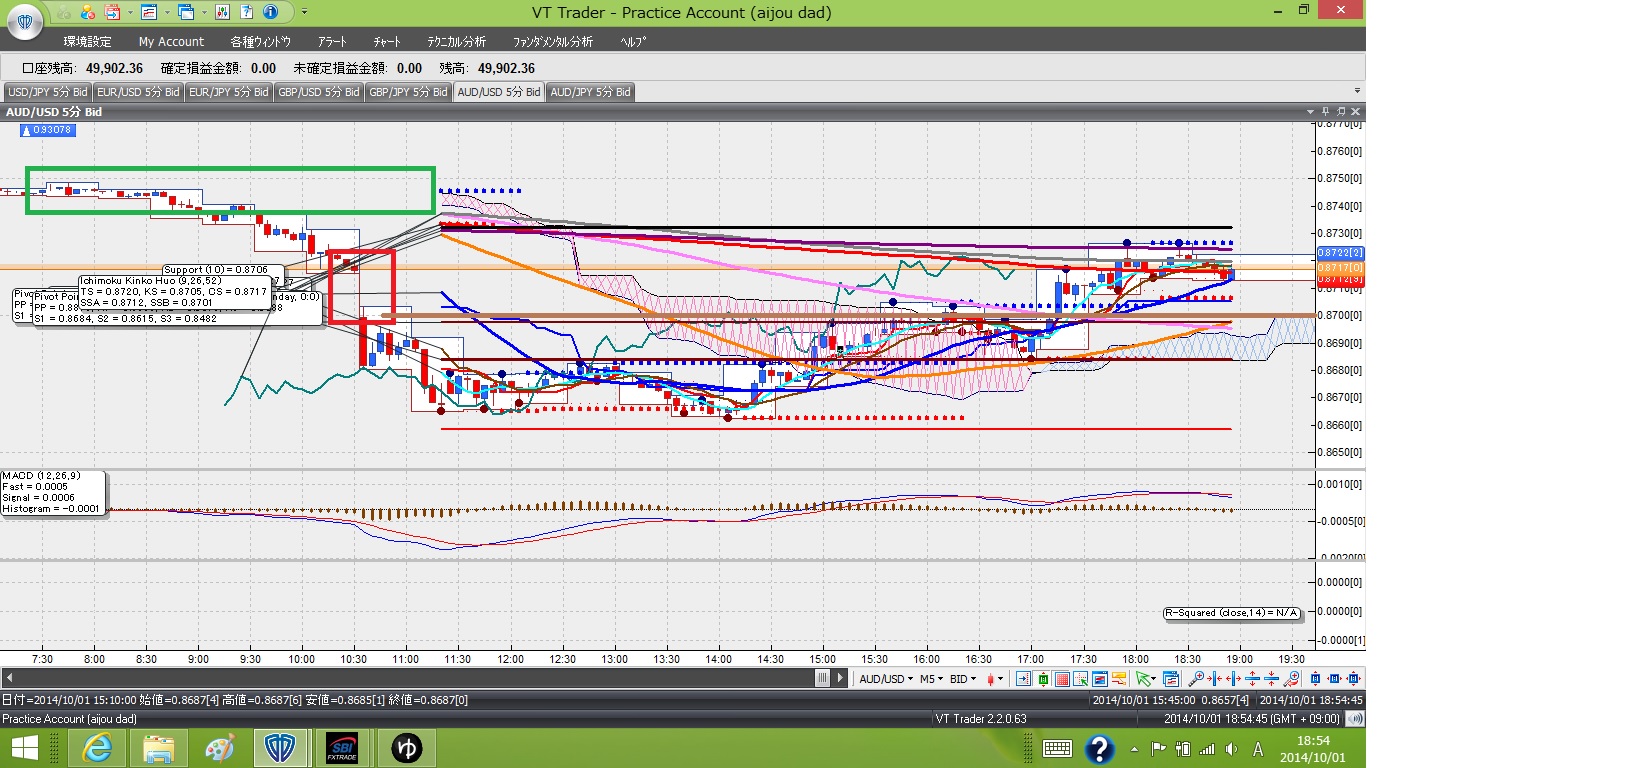 VT Trader - Practice Account (aijou dad)
環境設定 My Account 各種ウィンドウ アラート チャート テクニカル分析 ファンダメンタル分析 ヘルプ
口座残高: 49,902.36 確定損益金額: 0.00 未確定損益金額: 0.00 残高: 49,902.36
USD/JPY 5分 Bid EUR/USD 5分 Bid EUR/JPY 5分 Bid GBP/USD 5分 Bid GBP/JPY 5分 Bid AUD/USD 5分 Bid AUD/JPY 5分 Bid
AUD/USD 5分 Bid
0.93078
0.8770[0]
0.8760[0]
0.8750[0]
0.8740[0]
0.8730[0]
0.8722[2]
0.8717[0]
0.8712[9]
0.8710[0]
0.8700[0]
0.8690[0]
0.8680[0]
0.8670[0]
0.8660[0]
0.8650[0]
Support (10) = 0.8706
Ichimoku Kinko Huo (9,26,52)
TS = 0.8720, KS = 0.8705, CS = 0.8717
SSA = 0.8712, SSB = 0.8701
S1 = 0.8684, S2 = 0.8615, S3 = 0.8482
MACD (12,26,9)
Fast = 0.0005
Signal = 0.0006
Histogram = -0.0001
0.0010[0]
-0.0005[0]
-0.0020[0]
0.0000[0]
0.0000[0]
-0.0000[1]
R-Squared (close,14) = N/A
7:30 8:00 8:30 9:00 9:30 10:00 10:30 11:00 11:30 12:00 12:30 13:00 13:30 14:00 14:30 15:00 15:30 16:00 16:30 17:00 17:30 18:00 18:30 19:00 19:30
AUD/USD M5 BID
日付=2014/10/01 15:10:00 始値=0.8687[4] 高値=0.8687[6] 安値=0.8685[1] 終値=0.8687[0] 2014/10/01 15:45:00 0.8657[4] 2014/10/01 18:54:45
Practice Account (aijou dad) VT Trader 2.2.0.63 2014/10/01 18:54:45 (GMT + 09:00)
SBI
FXTRADE
ゆ
A
18:54
2014/10/01